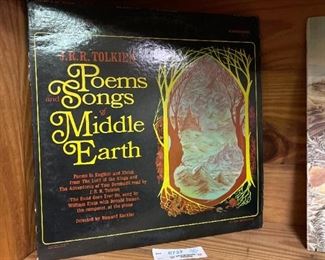 J.R.R. TOLKIEN
Poems
and Songs
of
Middle
Earth
Poems in English and Elvish
from The Lord of the Rings and
The Adventures of Tom Bombadil read by
J. R. R. Tolkien
The Road Goes Ever On, sung by
William Elvin with Donald Swann,
the composer, at the piano
Directed by Howard Sackler